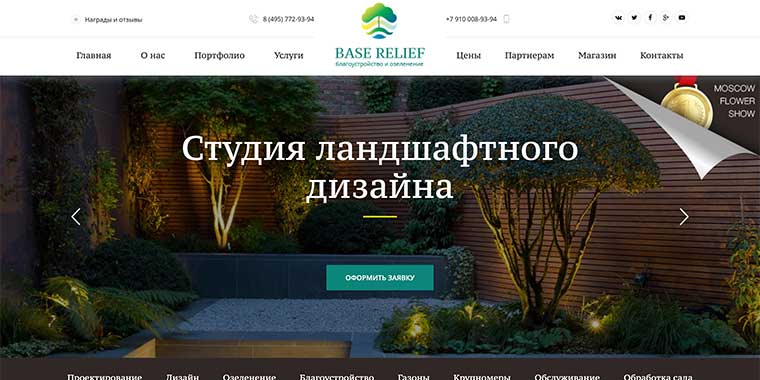 Награды и отзывы
8 (495) 772-93-94
+7 910 008-93-94
Главная О нас Портфолио Услуги
BASE RELIEF
благоустройство и озеленение
Цены Партнерам Магазин Контакты
MOSCOW
FLOWER
SHOW
Студия ландшафтного
дизайна
ОФОРМИТЬ ЗАЯВКУ
Проектирование Дизайн Озеленение Благоустройство Газоны Крупномеры Обслуживание Обработка сада